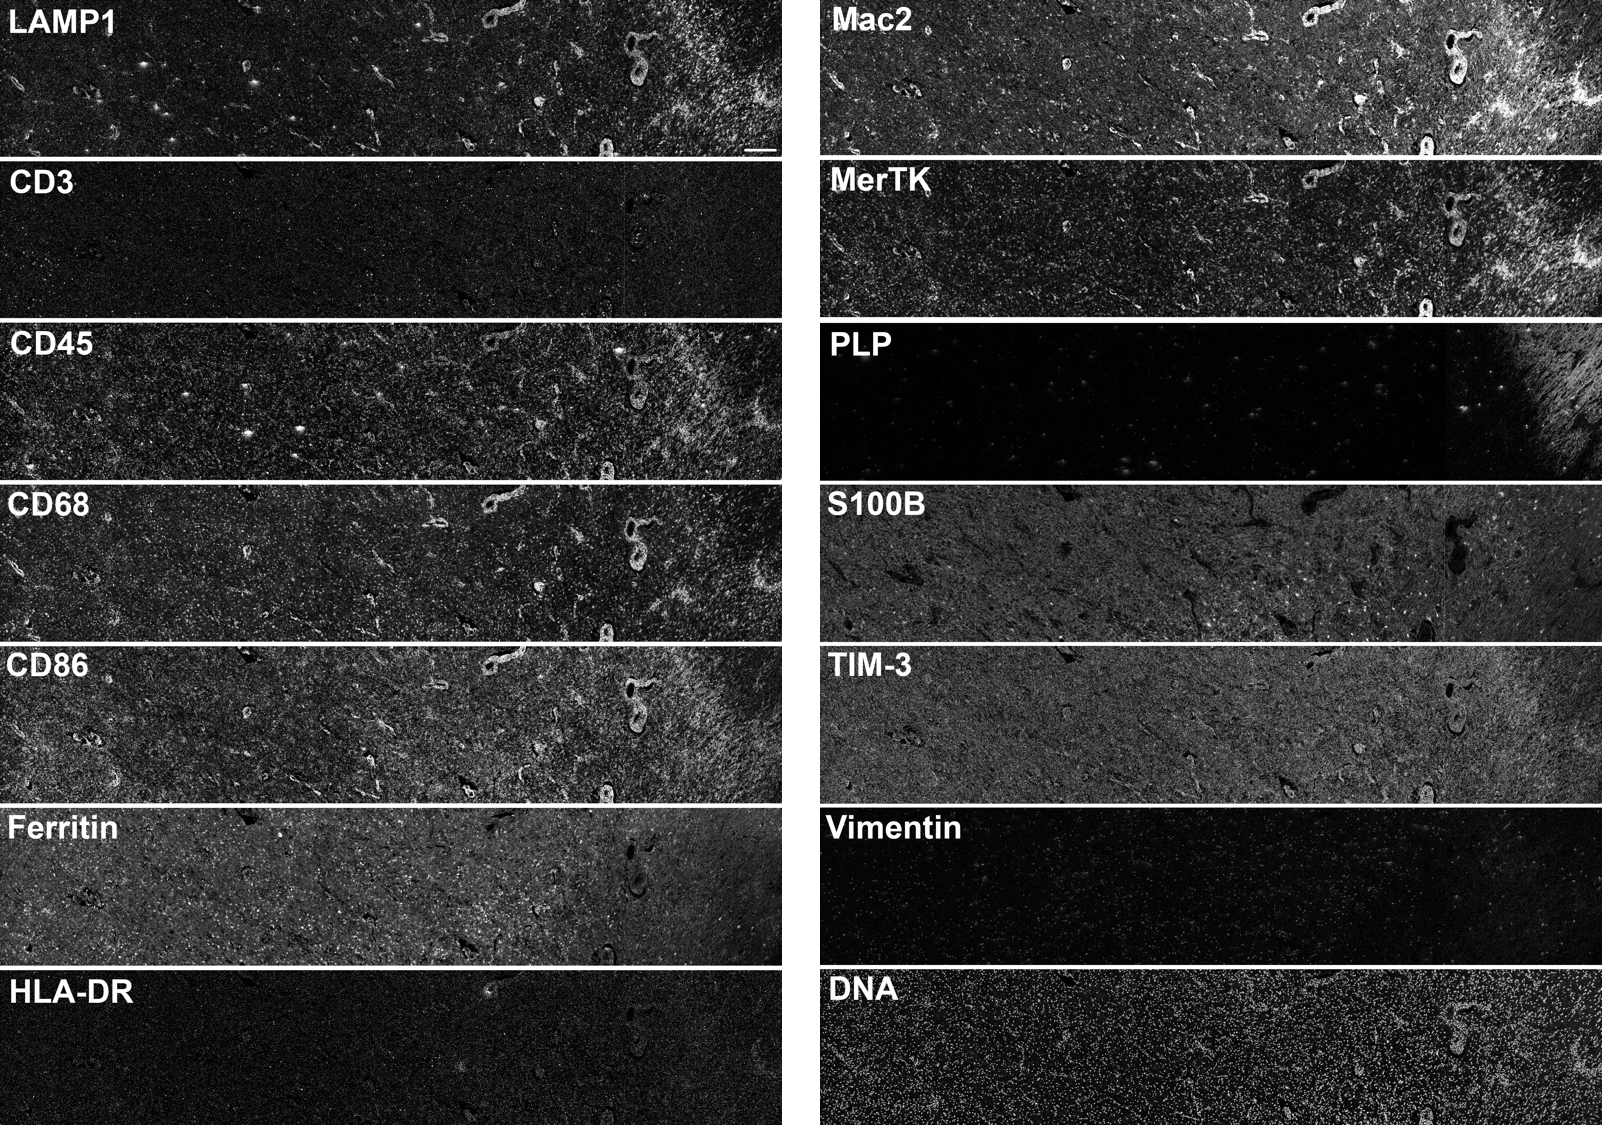 LAMP1
CD3
CD45
CD68
CD86
Ferritin
HLA-DR
Mac2
MerTK
PLP
S100B
TIM-3
Vimentin
DNA